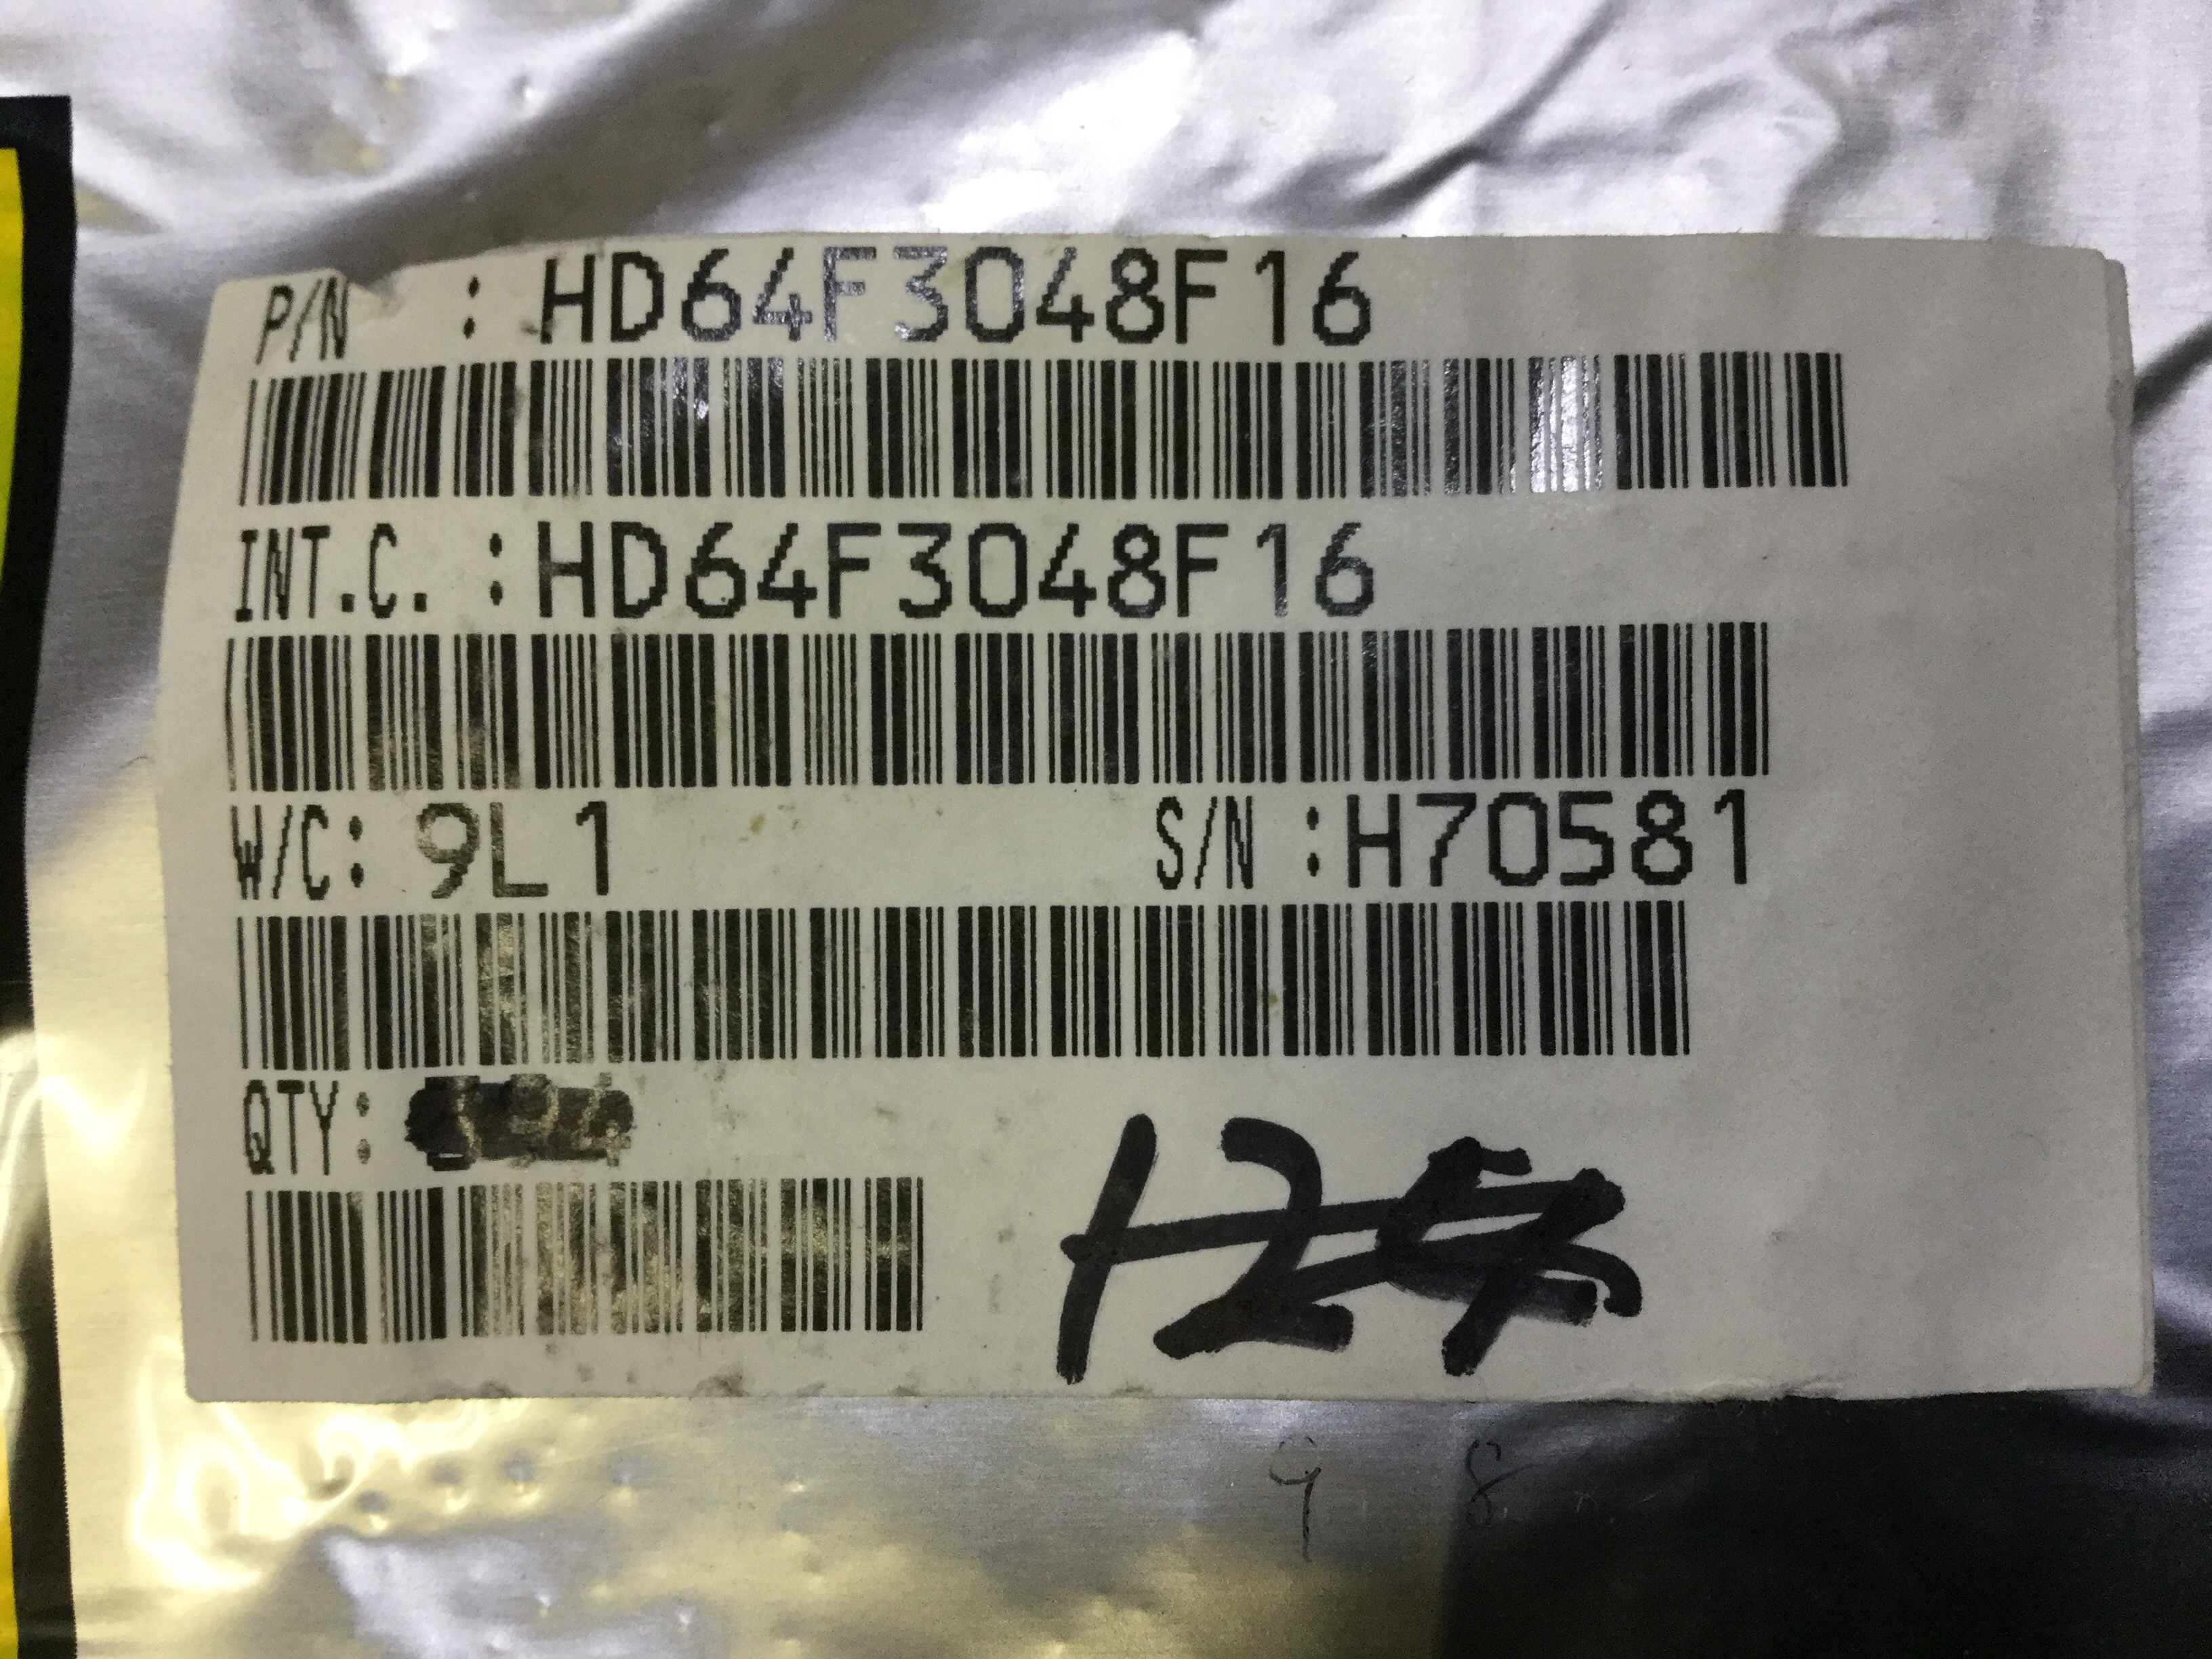 P/N : HD64F3048F16
INT.C. : HD64F3048F16
W/C: 9L1 S/N :H70581
QTY:
9 8